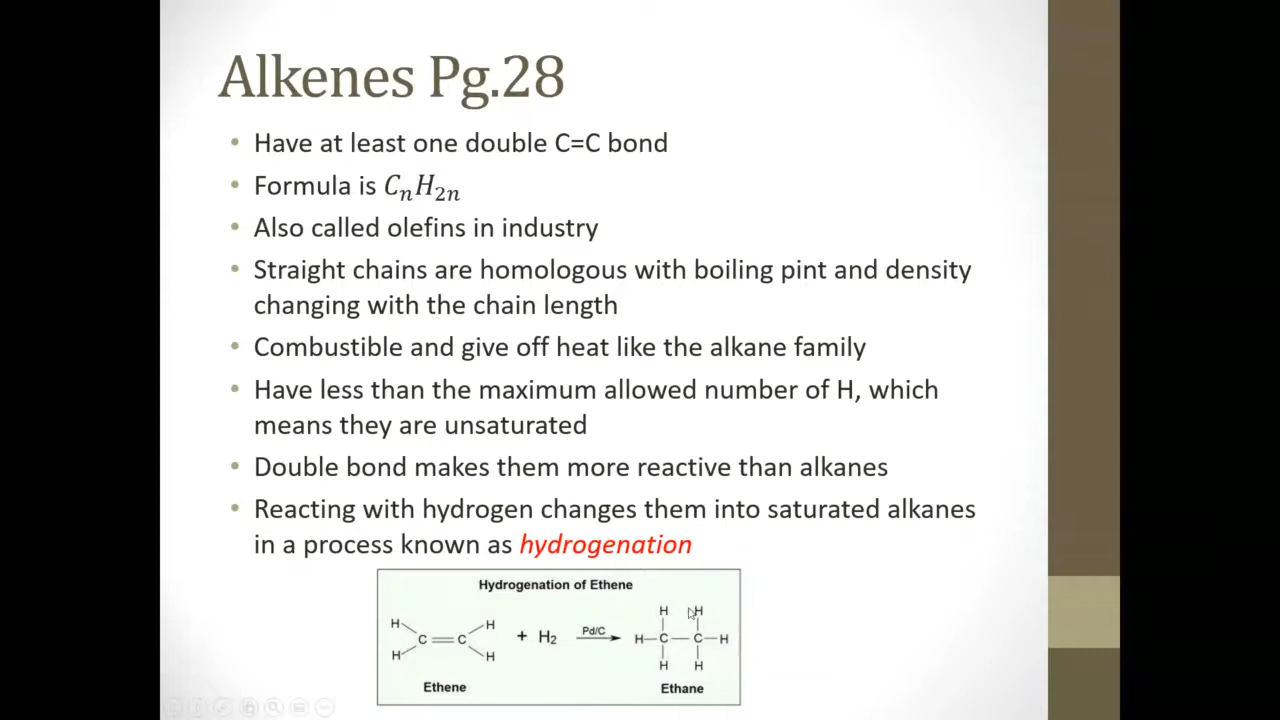 Alkenes Pg.28
• Have at least one double C=C bond
• Formula is CₙH₂ₙ
• Also called olefins in industry
• Straight chains are homologous with boiling pint and density
changing with the chain length
• Combustible and give off heat like the alkane family
• Have less than the maximum allowed number of H, which
means they are unsaturated
• Double bond makes them more reactive than alkanes
• Reacting with hydrogen changes them into saturated alkanes
in a process known as hydrogenation
Hydrogenation of Ethene
H H H H
C C + H₂ Pd/C H C C H
H H H H
Ethene Ethane